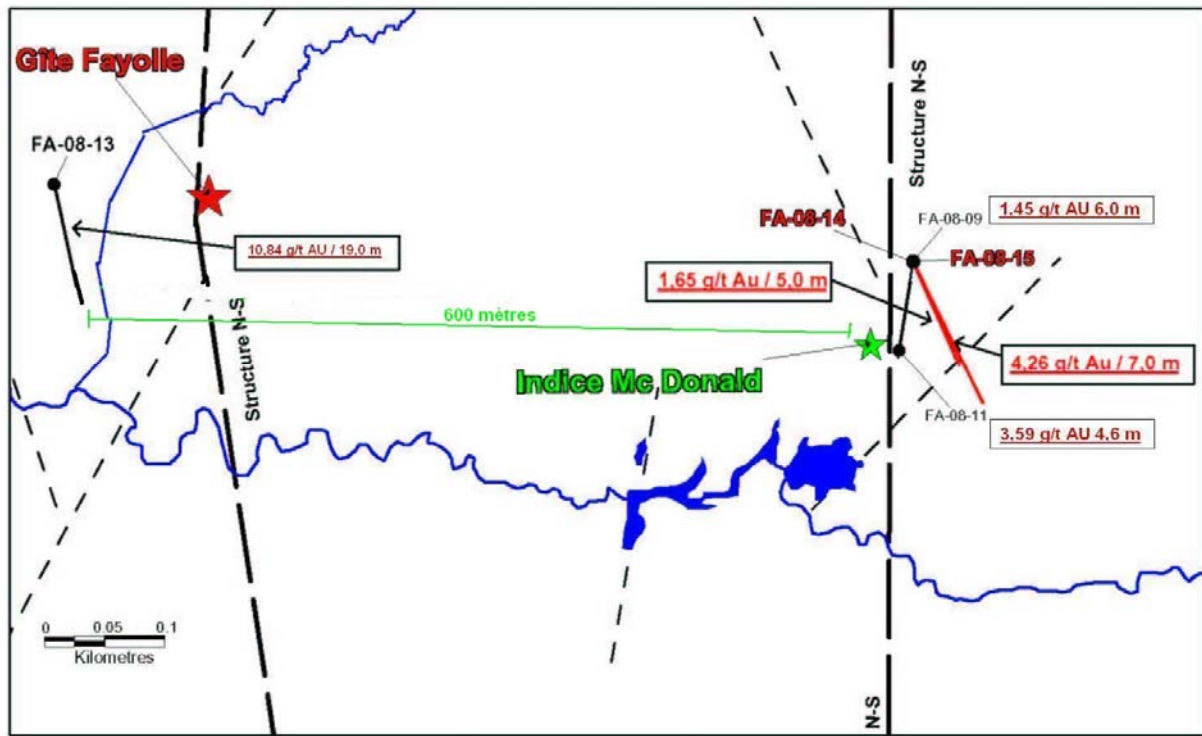 Gîte Fayolle
FA-08-13
10,84 g/t AU / 19,0 m
Structure N-S
600 mètres
Indice Mc Donald
Structure N-S
FA-08-14
FA-08-09
1,45 g/t AU 6,0 m
FA-08-15
1,65 g/t Au / 5,0 m
4,26 g/t Au / 7,0 m
FA-08-11
3.59 g/t AU 4.6 m
N-S
0 0.05 0.1
Kilometres